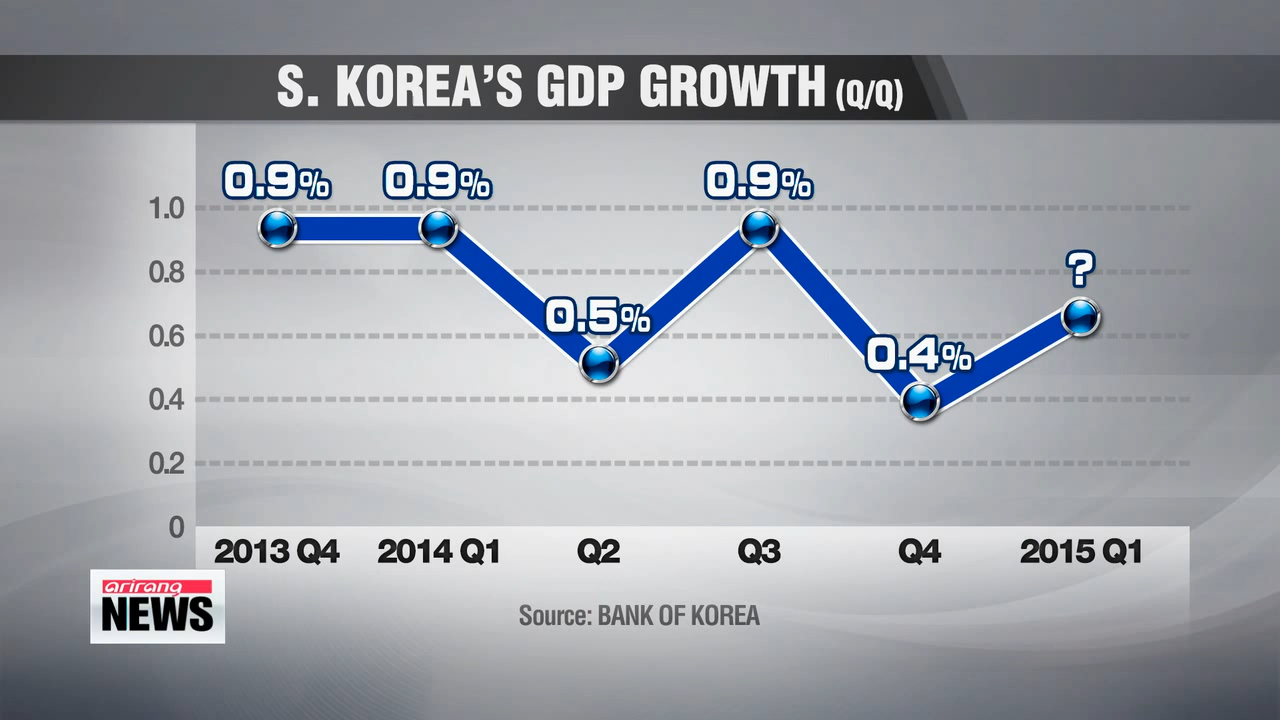 S. KOREA'S GDP GROWTH (Q/Q)
0.9% 0.9% 0.9%
1.0
0.8
?
0.5%
0.6
0.4%
0.4
0.2
0
2013 Q4 2014 Q1 Q2 Q3 Q4 2015 Q1
arirang
NEWS
Source: BANK OF KOREA